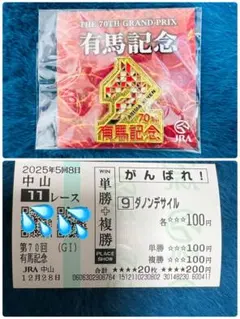 THE 70TH GRAND PRIX
有馬記念
70th
有馬記念
JRA
2025年5回8日
中山
11レース
第70回 (GI)
有馬記念
JRA 中山
12月28日
WIN
単勝+複勝
PLACE SHOW
がんばれ!
9 ダノンデサイル
各☆☆☆100円
単勝 ☆☆☆☆100円
複勝 ☆☆☆☆100円
合計 ★★★★20枚 ★★★★200円